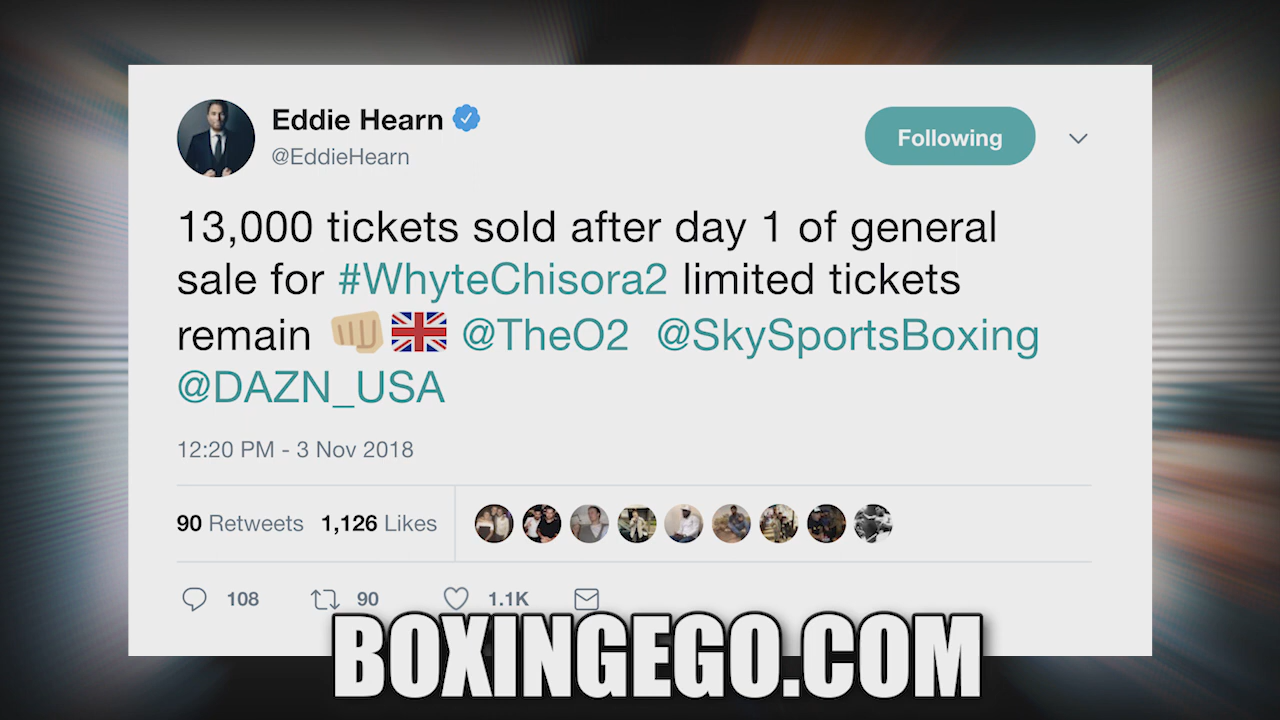 Eddie Hearn
@EddieHearn
Following
13,000 tickets sold after day 1 of general
sale for #WhyteChisora2 limited tickets
remain 👊🏼🇬🇧 @TheO2 @SkySportsBoxing
@DAZN_USA
12:20 PM - 3 Nov 2018
90 Retweets 1,126 Likes
108 90 1.1K
BOXINGEGO.COM